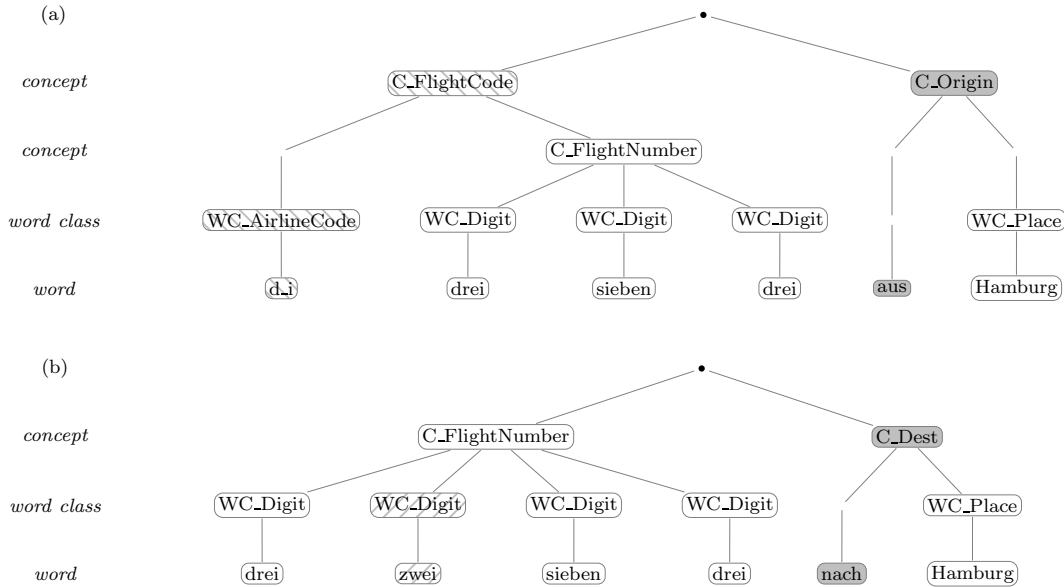 (a)
concept C_FlightCode C_Origin
concept C_FlightNumber
word class WC_AirlineCode WC_Digit WC_Digit WC_Digit WC_Place
word d_i drei sieben drei aus Hamburg
(b)
concept C_FlightNumber C_Dest
word class WC_Digit WC_Digit WC_Digit WC_Digit WC_Place
word drei zwei sieben drei nach Hamburg